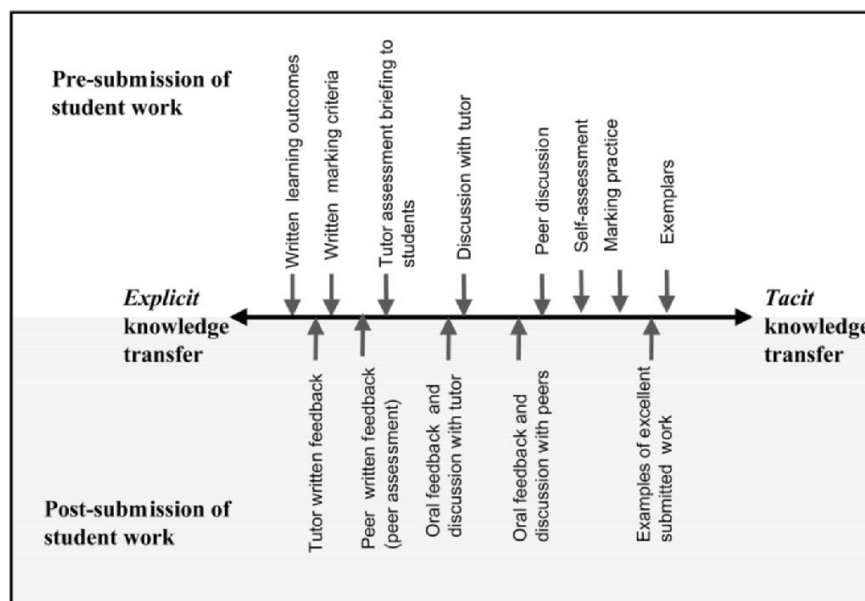 Pre-submission of
student work
Written learning outcomes
Written marking criteria
Tutor assessment briefing to
students
Discussion with tutor
Peer discussion
Self-assessment
Marking practice
Exemplars
Explicit
knowledge
transfer
Tacit
knowledge
transfer
Tutor written feedback
Peer written feedback
(peer assessment)
Oral feedback and
discussion with tutor
Oral feedback and
discussion with peers
Examples of excellent
submitted work
Post-submission of
student work